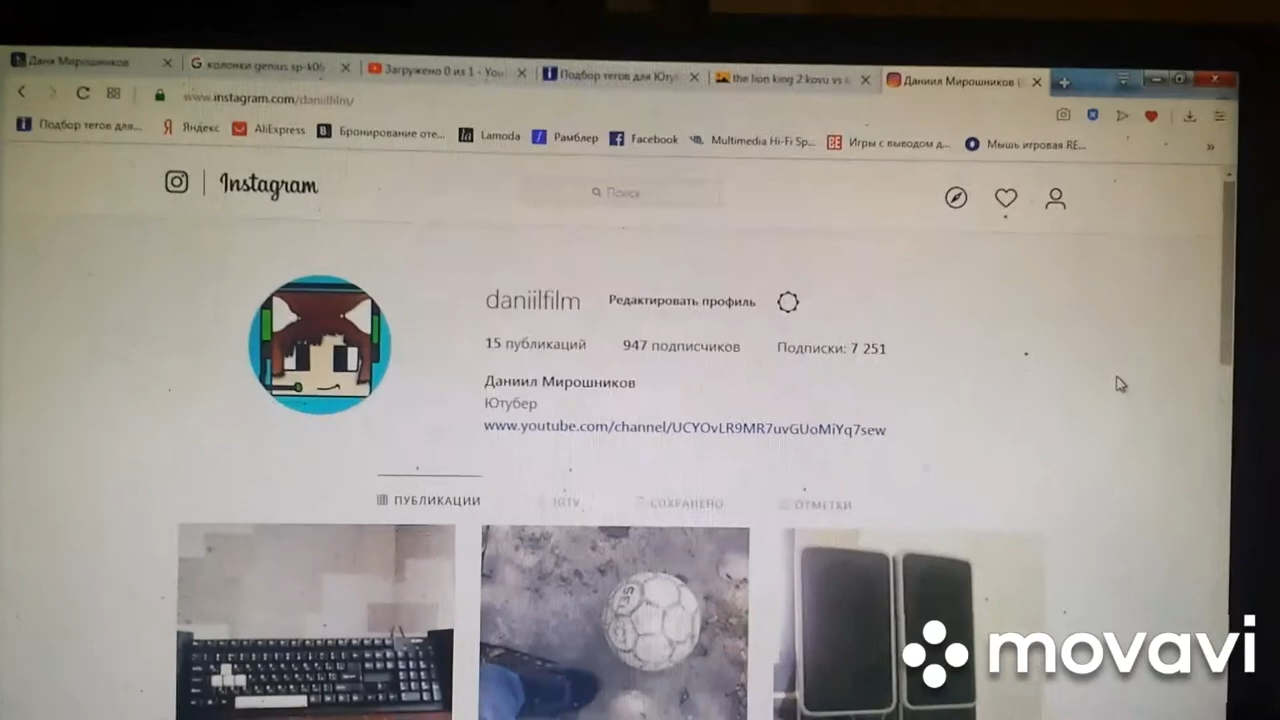 Даня Мирошников
колонки genius sp-k06
Загружено 0 из 1 - You
Подбор тегов для Ютуб
the lion king 2 kovu vs
Даниил Мирошников (
www.instagram.com/daniilfilm/
Подбор тегов для...
Яндекс
AliExpress
Бронирование оте...
Lamoda
Рамблер
Facebook
Multimedia Hi-Fi Sp...
Игры с выводом д...
Мышь игровая RE...
»
Instagram
Поиск
daniilfilm
Редактировать профиль
15 публикаций
947 подписчиков
Подписки: 7 251
Даниил Мирошников
Ютубер
www.youtube.com/channel/UCYOvLR9MR7uvGUoMiYq7sew
ПУБЛИКАЦИИ
IGTV
СОХРАНЕНО
ОТМЕТКИ
movavi